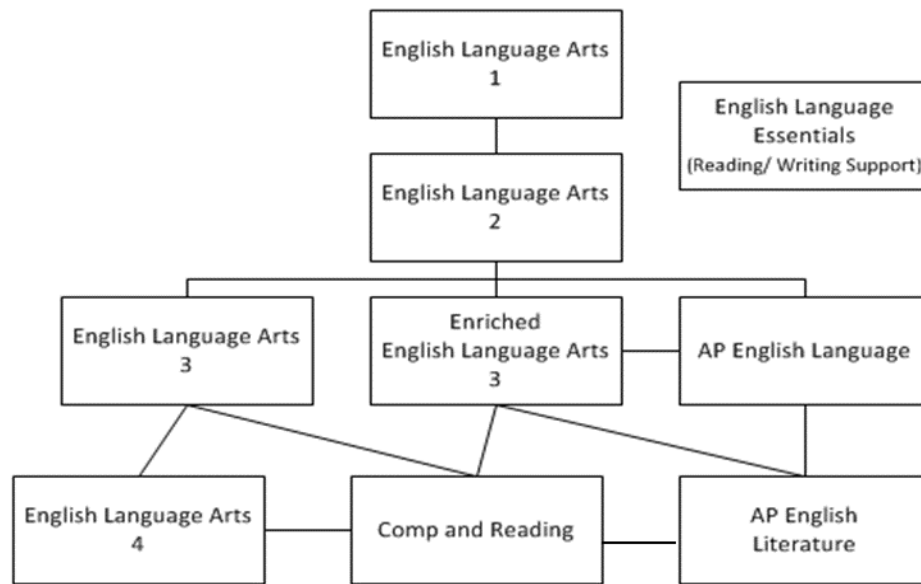 English Language Arts
1
English Language
Essentials
(Reading/ Writing Support)
English Language Arts
2
English Language Arts
3
Enriched
English Language Arts
3
AP English Language
English Language Arts
4
Comp and Reading
AP English
Literature